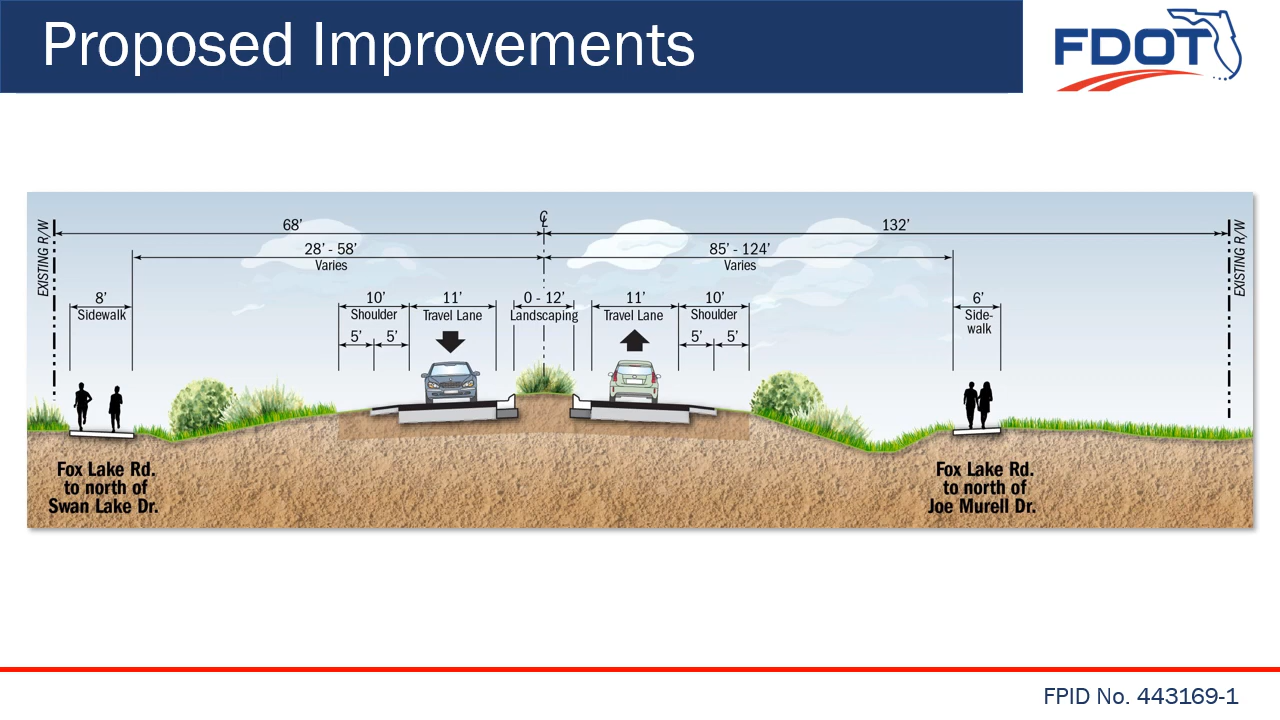 Proposed Improvements
FDOT
EXISTING R/W
68’
℄
132’
EXISTING R/W
28’ - 58’
Varies
85’ - 124’
Varies
8’
Sidewalk
10’
Shoulder
5’ 5’
11’
Travel Lane
0 - 12’
Landscaping
11’
Travel Lane
10’
Shoulder
5’ 5’
6’
Side-
walk
Fox Lake Rd.
to north of
Swan Lake Dr.
Fox Lake Rd.
to north of
Joe Murell Dr.
FPID No. 443169-1